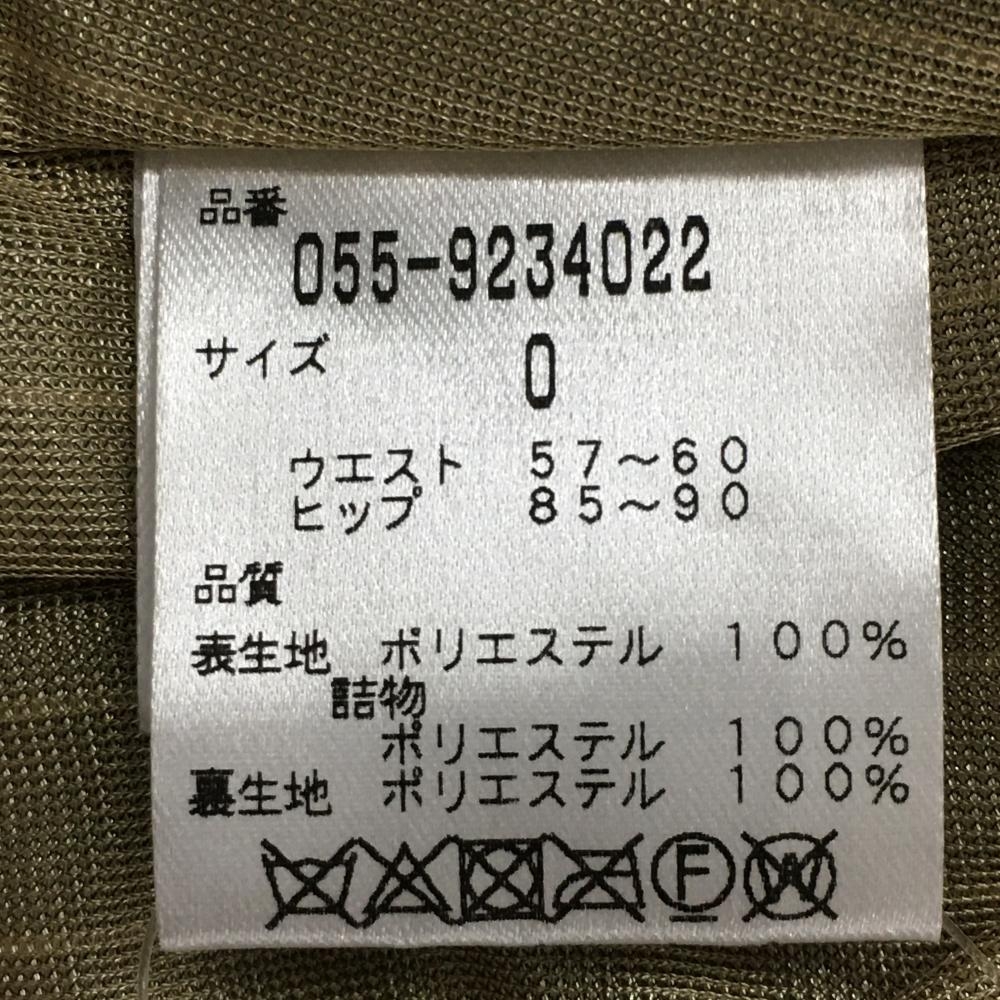 品番
055-9234022
サイズ 0
ウエスト 57～60
ヒップ 85～90
品質
表生地 ポリエステル 100%
詰物
ポリエステル 100%
裏生地 ポリエステル 100%
F W